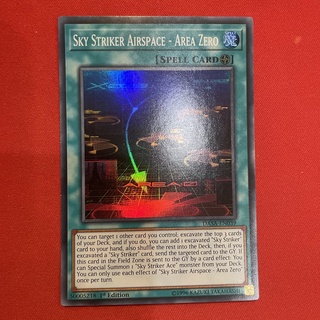 SKY STRIKER AIRSPACE - AREA ZERO
[SPELL CARD]
You can target 1 other card you control; excavate the top 3 cards
of your Deck, and if you do, you can add 1 excavated "Sky Striker"
card to your hand, also shuffle the rest into the Deck, then, if you
excavated a "Sky Striker" card, send the targeted card to the GY. If
this card in the Field Zone is sent to the GY by a card effect: You
can Special Summon 1 "Sky Striker Ace" monster from your Deck. You
can only use each effect of "Sky Striker Airspace - Area Zero"
once per turn.
1st Edition
KAZUKI TAKAHASHI